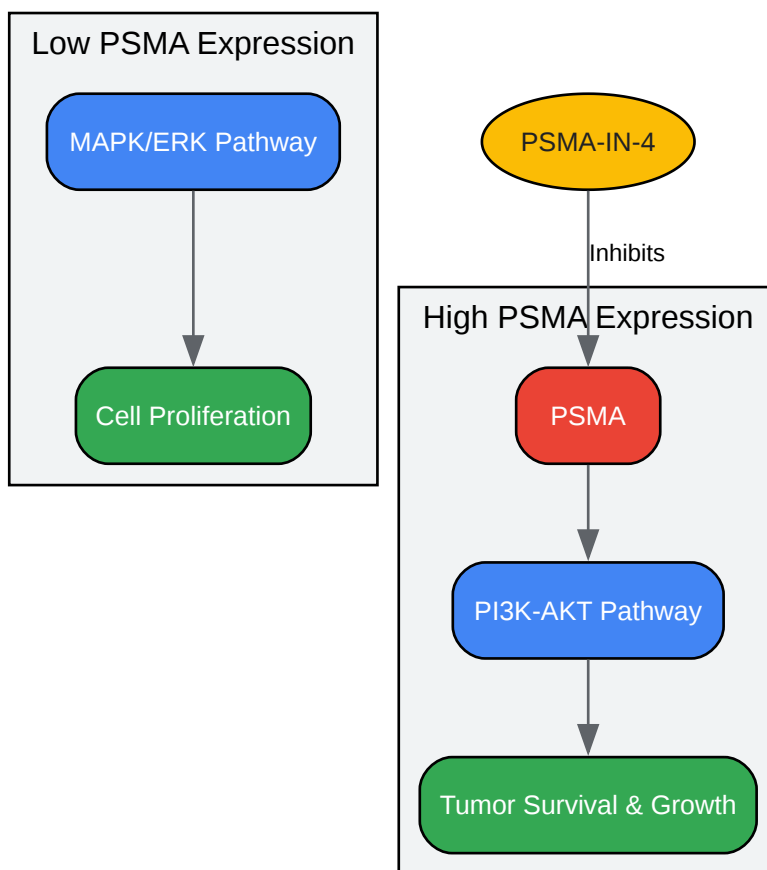 Low PSMA Expression
MAPK/ERK Pathway
Cell Proliferation
PSMA-IN-4
Inhibits
High PSMA Expression
PSMA
PI3K-AKT Pathway
Tumor Survival & Growth